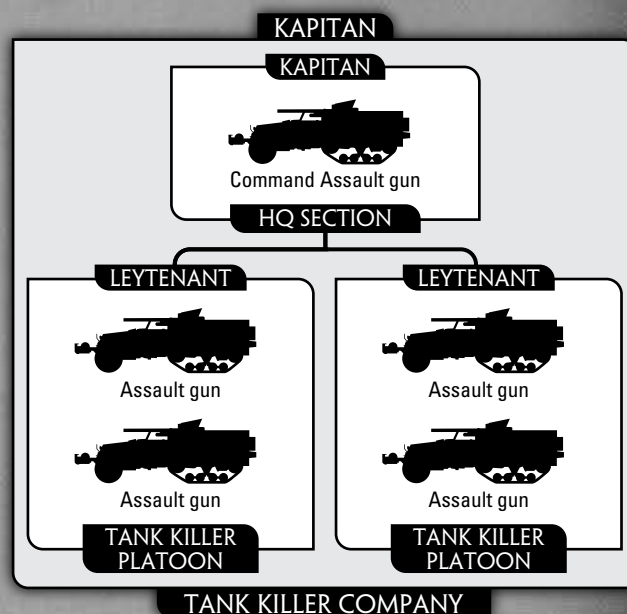 KAPITAN
KAPITAN
Command Assault gun
HQ SECTION
LEYTENANT
Assault gun
Assault gun
TANK KILLER
PLATOON
LEYTENANT
Assault gun
Assault gun
TANK KILLER
PLATOON
TANK KILLER COMPANY